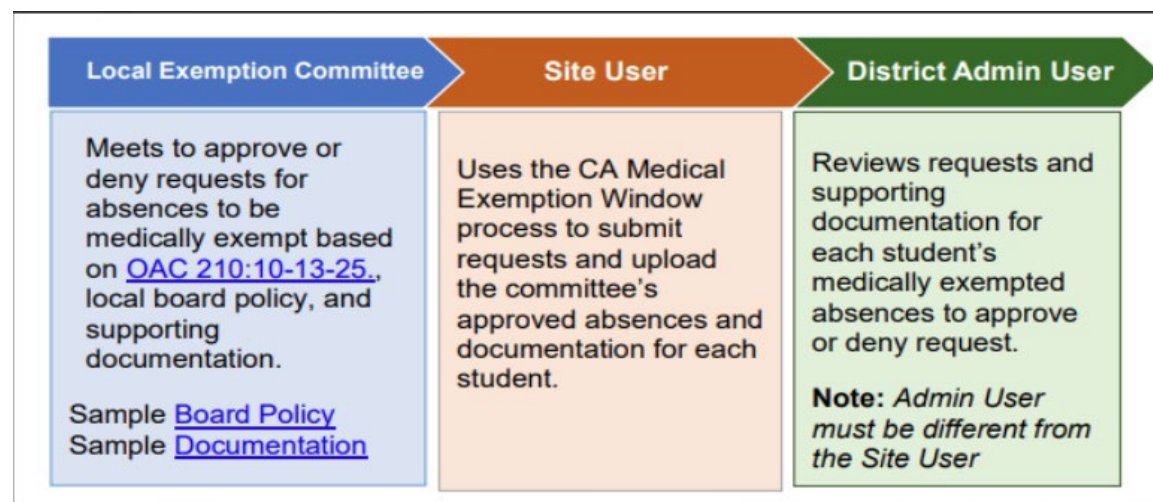 Local Exemption Committee
Meets to approve or
deny requests for
absences to be
medically exempt based
on OAC 210:10-13-25.,
local board policy, and
supporting
documentation.
Sample Board Policy
Sample Documentation
Site User
Uses the CA Medical
Exemption Window
process to submit
requests and upload
the committee's
approved absences and
documentation for each
student.
District Admin User
Reviews requests and
supporting
documentation for
each student's
medically exempted
absences to approve
or deny request.
Note: Admin User
must be different from
the Site User